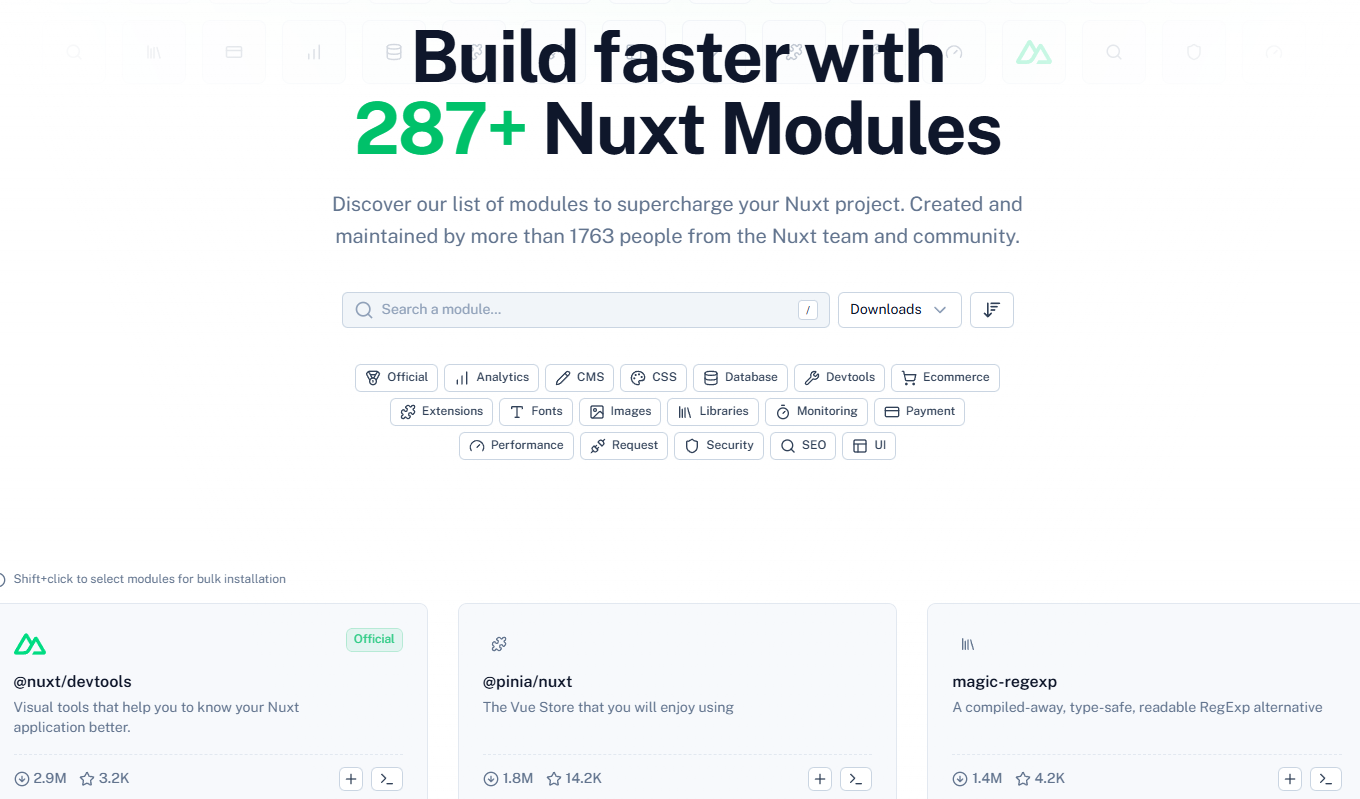 Build faster with
287+ Nuxt Modules
Discover our list of modules to supercharge your Nuxt project. Created and
maintained by more than 1763 people from the Nuxt team and community.
Search a module... / Downloads
Official Analytics CMS CSS Database Devtools Ecommerce
Extensions Fonts Images Libraries Monitoring Payment
Performance Request Security SEO UI
Shift+click to select modules for bulk installation
Official
@nuxt/devtools
Visual tools that help you to know your Nuxt
application better.
2.9M 3.2K
@pinia/nuxt
The Vue Store that you will enjoy using
1.8M 14.2K
magic-regexp
A compiled-away, type-safe, readable RegExp alternative
1.4M 4.2K